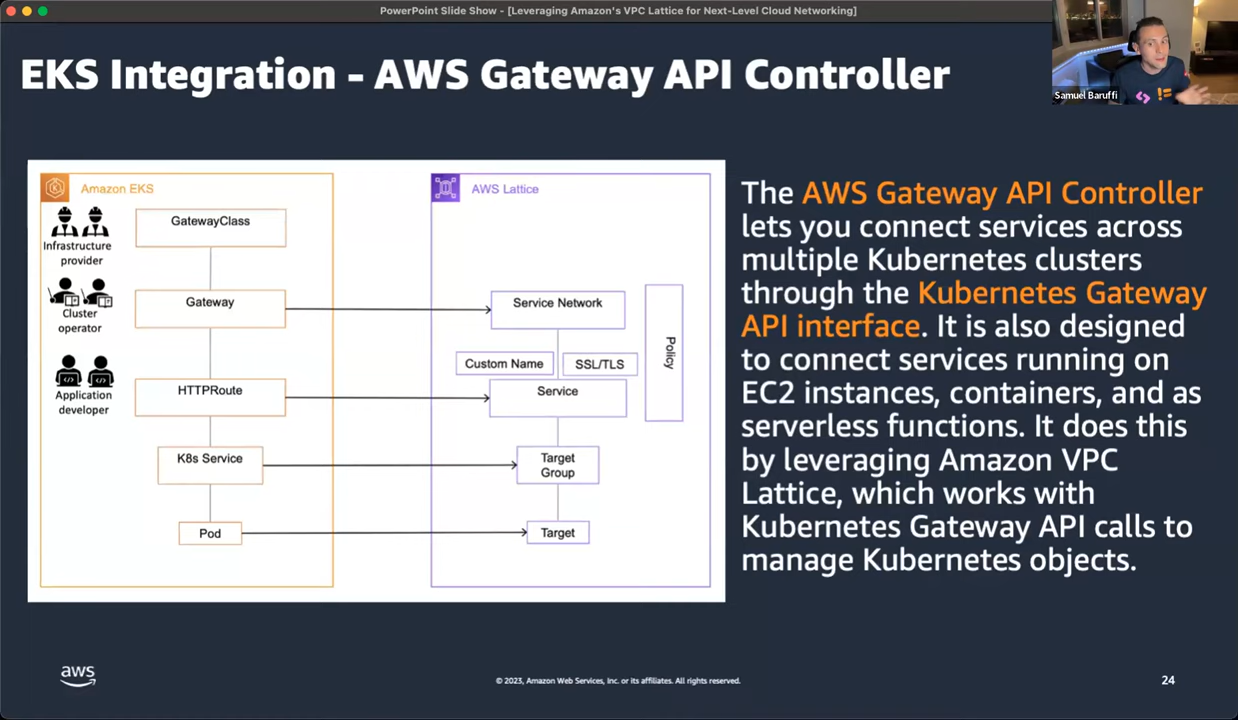 PowerPoint Slide Show - [Leveraging Amazon's VPC Lattice for Next-Level Cloud Networking]
EKS Integration - AWS Gateway API Controller
Samuel Baruffi
Amazon EKS
Infrastructure
provider
Cluster
operator
Application
developer
GatewayClass
Gateway
HTTPRoute
K8s Service
Pod
AWS Lattice
Service Network
Custom Name
SSL/TLS
Service
Target
Group
Target
Policy
The AWS Gateway API Controller
lets you connect services across
multiple Kubernetes clusters
through the Kubernetes Gateway
API interface. It is also designed
to connect services running on
EC2 instances, containers, and as
serverless functions. It does this
by leveraging Amazon VPC
Lattice, which works with
Kubernetes Gateway API calls to
manage Kubernetes objects.
aws
© 2023, Amazon Web Services, Inc. or its affiliates. All rights reserved.
24